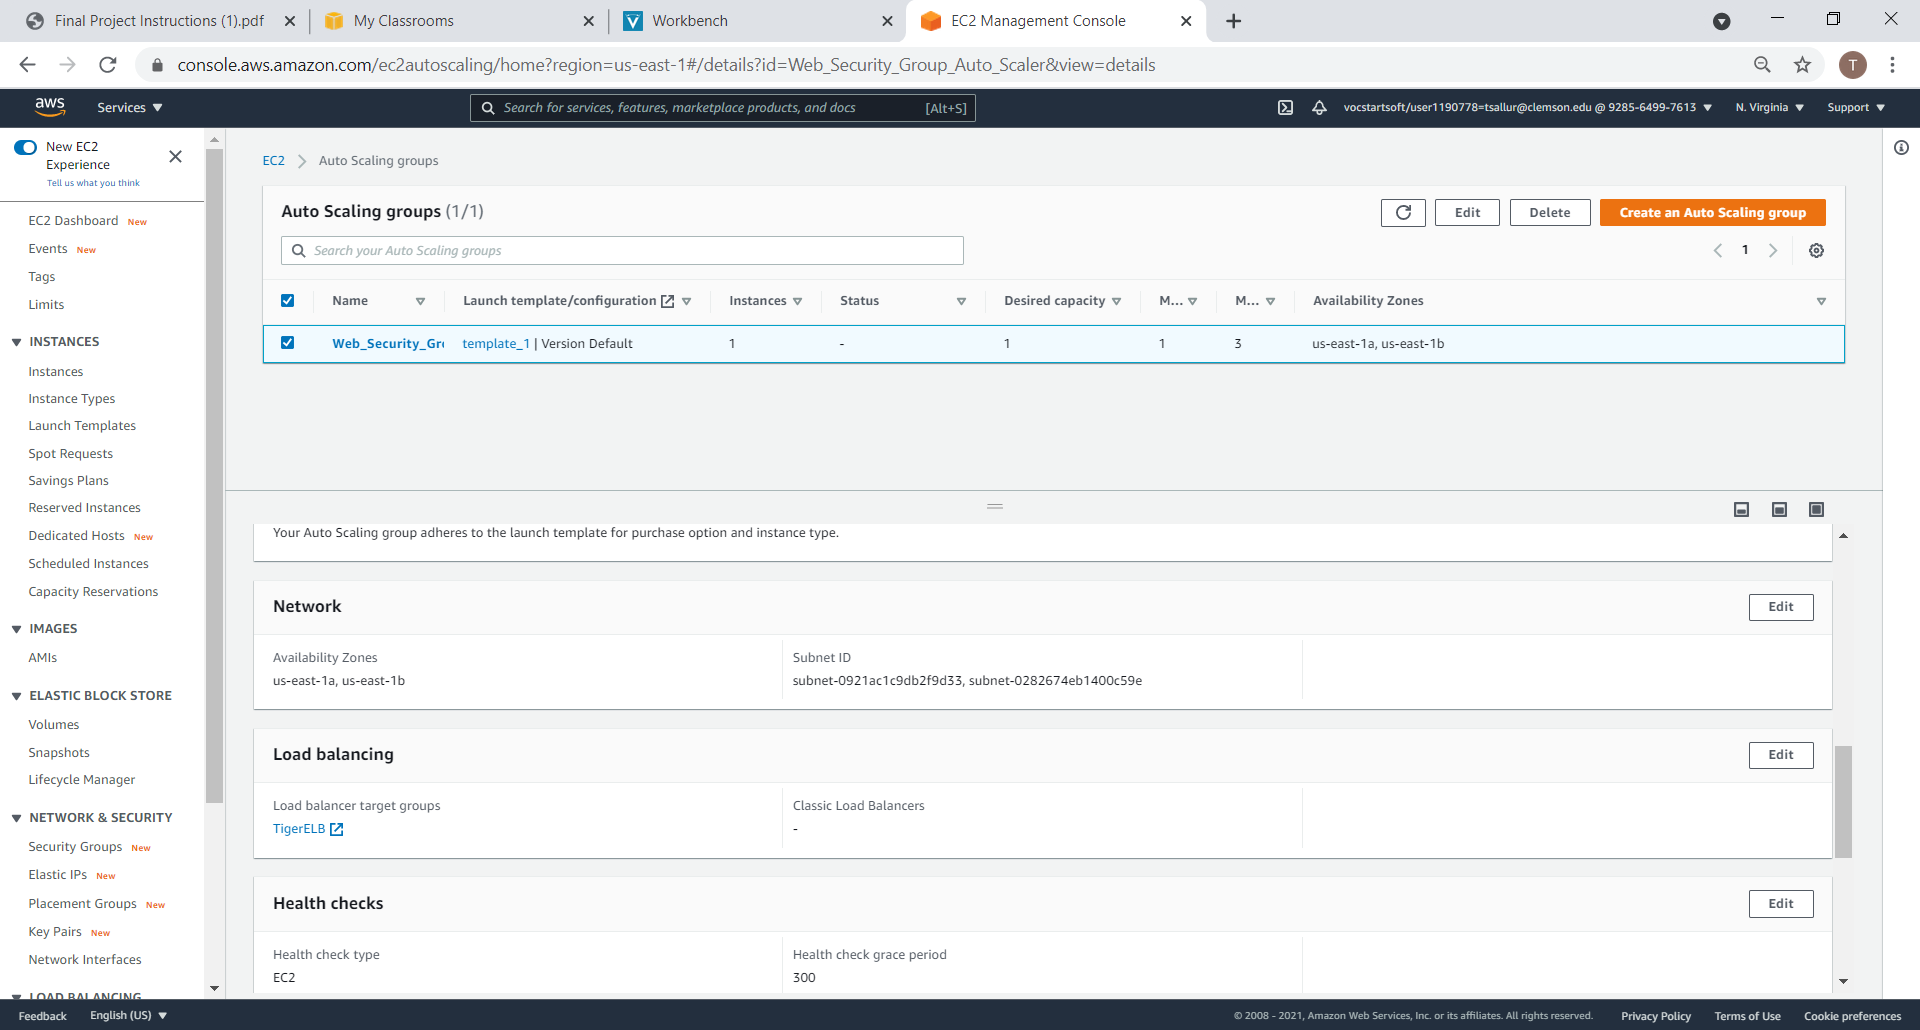 Final Project Instructions (1).pdf
My Classrooms
Workbench
EC2 Management Console
console.aws.amazon.com/ec2autoscaling/home?region=us-east-1#/details?id=Web_Security_Group_Auto_Scaler&view=details
T
aws
Services
Search for services, features, marketplace products, and docs [Alt+S]
vocstartsoft/user1190778=tsallur@clemson.edu @ 9285-6499-7613
N. Virginia
Support
New EC2
Experience
Tell us what you think
EC2 Dashboard New
Events New
Tags
Limits
INSTANCES
Instances
Instance Types
Launch Templates
Spot Requests
Savings Plans
Reserved Instances
Dedicated Hosts New
Scheduled Instances
Capacity Reservations
IMAGES
AMIs
ELASTIC BLOCK STORE
Volumes
Snapshots
Lifecycle Manager
NETWORK & SECURITY
Security Groups New
Elastic IPs New
Placement Groups New
Key Pairs New
Network Interfaces
LOAD BALANCING
EC2 > Auto Scaling groups
Auto Scaling groups (1/1)
Edit
Delete
Create an Auto Scaling group
Search your Auto Scaling groups
1
Name Launch template/configuration Instances Status Desired capacity M... M... Availability Zones
Web_Security_Gr template_1 | Version Default 1 - 1 1 3 us-east-1a, us-east-1b
Your Auto Scaling group adheres to the launch template for purchase option and instance type.
Network
Edit
Availability Zones
us-east-1a, us-east-1b
Subnet ID
subnet-0921ac1c9db2f9d33, subnet-0282674eb1400c59e
Load balancing
Edit
Load balancer target groups
TigerELB
Classic Load Balancers
-
Health checks
Edit
Health check type
EC2
Health check grace period
300
Feedback
English (US)
© 2008 - 2021, Amazon Web Services, Inc. or its affiliates. All rights reserved.
Privacy Policy
Terms of Use
Cookie preferences